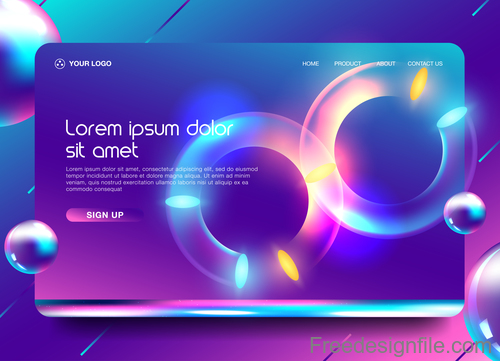 YOUR LOGO
HOME PRODUCT ABOUT CONTACT US
Lorem ipsum dolor
sit amet
Lorem ipsum dolor sit amet, consectetur adipiscing elit, sed do eiusmod
tempor incididunt ut labore et dolore magna aliqua. Ut enim ad minim
veniam, quis nostrud exercitation ullamco laboris nisi ut aliquip ex ea
commodo consequat.
SIGN UP
Freedesignfile.com